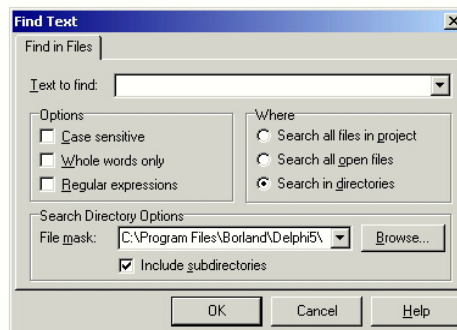 Find Text
Find in Files
Text to find:
Options
Case sensitive
Whole words only
Regular expressions
Where
Search all files in project
Search all open files
Search in directories
Search Directory Options
File mask: C:\Program Files\Borland\Delphi5\ Browse...
Include subdirectories
OK Cancel Help